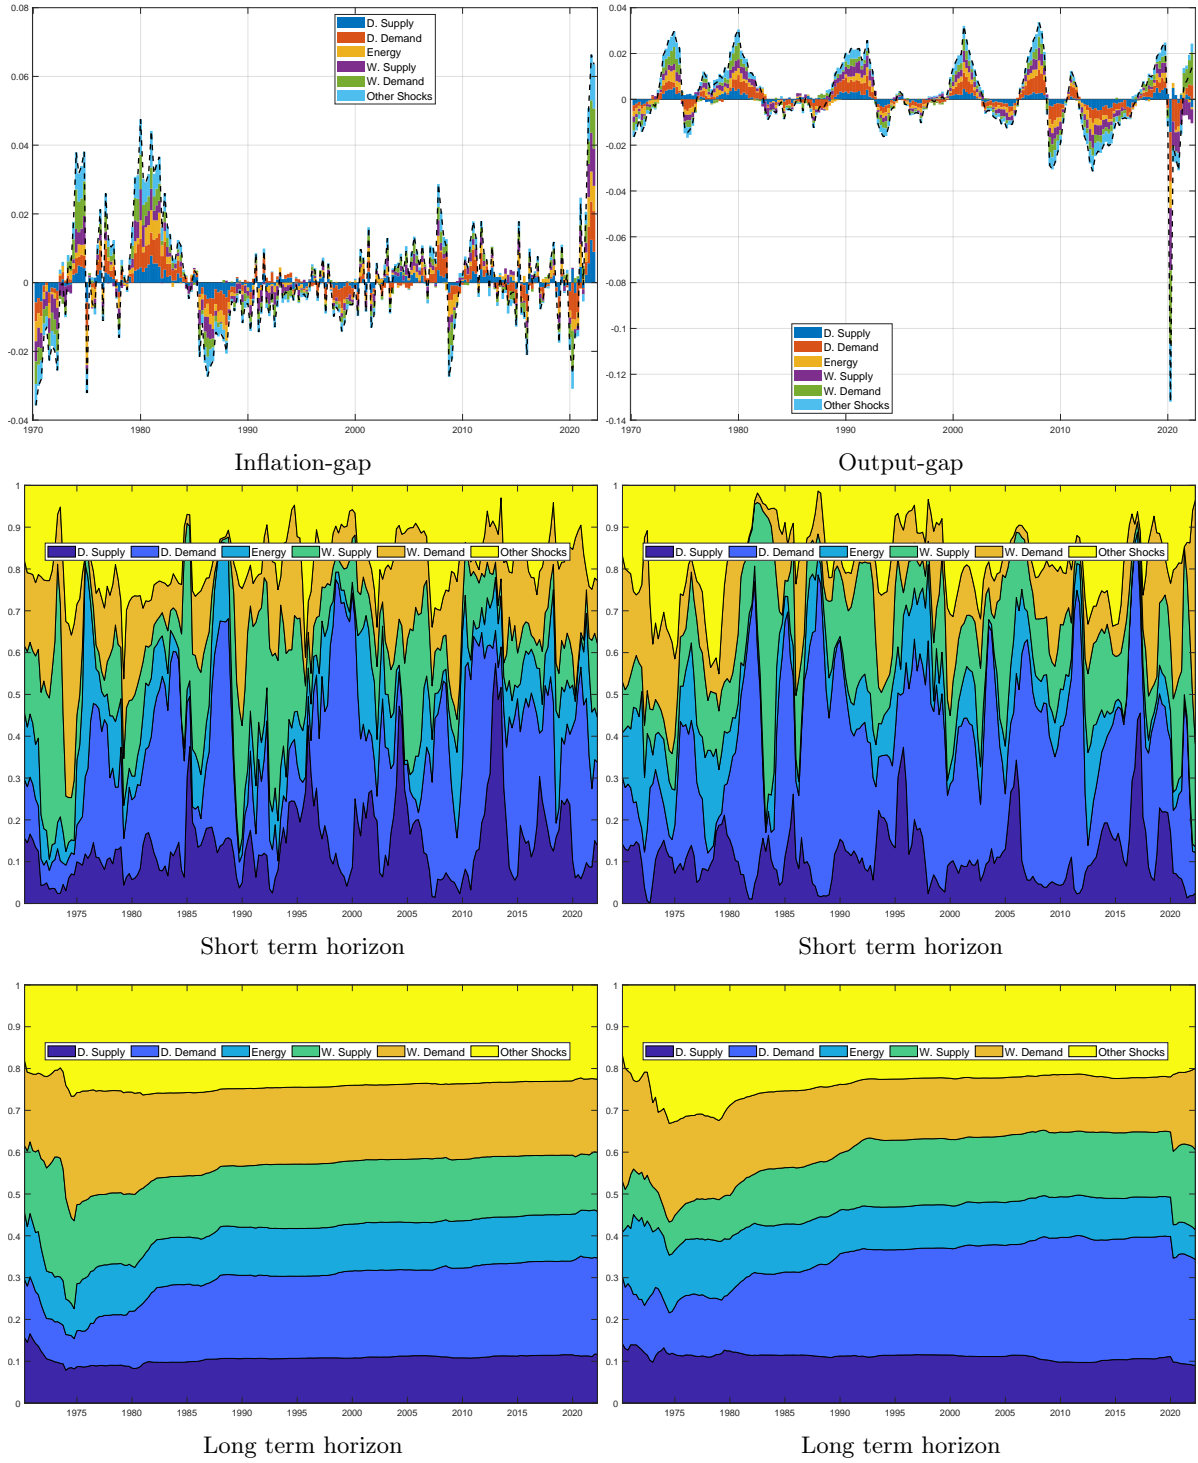 0.08
0.06
0.04
0.02
0
-0.02
-0.04
1970
1980
1990
2000
2010
2020
D. Supply
D. Demand
Energy
W. Supply
W. Demand
Other Shocks
Inflation-gap
0.04
0.02
0
-0.02
-0.04
-0.06
-0.08
-0.1
-0.12
-0.14
1970
1980
1990
2000
2010
2020
D. Supply
D. Demand
Energy
W. Supply
W. Demand
Other Shocks
Output-gap
1
0.9
0.8
0.7
0.6
0.5
0.4
0.3
0.2
0.1
0
D. Supply D. Demand Energy W. Supply W. Demand Other Shocks
1975 1980 1985 1990 1995 2000 2005 2010 2015 2020
Short term horizon
1
0.9
0.8
0.7
0.6
0.5
0.4
0.3
0.2
0.1
0
D. Supply D. Demand Energy W. Supply W. Demand Other Shocks
1975 1980 1985 1990 1995 2000 2005 2010 2015 2020
Short term horizon
1
0.9
0.8
0.7
0.6
0.5
0.4
0.3
0.2
0.1
0
D. Supply D. Demand Energy W. Supply W. Demand Other Shocks
1975 1980 1985 1990 1995 2000 2005 2010 2015 2020
Long term horizon
1
0.9
0.8
0.7
0.6
0.5
0.4
0.3
0.2
0.1
0
D. Supply D. Demand Energy W. Supply W. Demand Other Shocks
1975 1980 1985 1990 1995 2000 2005 2010 2015 2020
Long term horizon